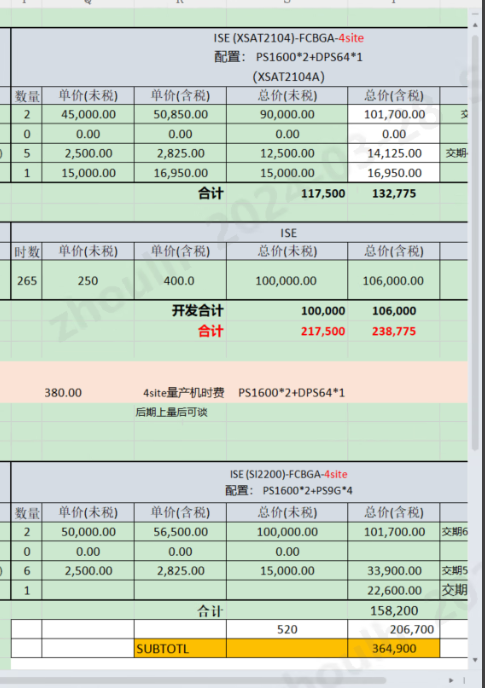 ISE (XSAT2104)-FCBGA-4site
配置： PS1600*2+DPS64*1
(XSAT2104A)
数量 单价(未税) 单价(含税) 总价(未税) 总价(含税)
2 45,000.00 50,850.00 90,000.00 101,700.00
0 0.00 0.00 0.00 0.00
5 2,500.00 2,825.00 12,500.00 14,125.00 交期
1 15,000.00 16,950.00 15,000.00 16,950.00
合计 117,500 132,775
ISE
时数 单价(未税) 单价(含税) 总价(未税) 总价(含税)
265 250 400.0 100,000.00 106,000.00
开发合计 100,000 106,000
合计 217,500 238,775
380.00 4site量产机时费 PS1600*2+DPS64*1
后期上量后可谈
ISE (SI2200)-FCBGA-4site
配置： PS1600*2+PS9G*4
数量 单价(未税) 单价(含税) 总价(未税) 总价(含税)
2 50,000.00 56,500.00 100,000.00 101,700.00 交期6
0 0.00 0.00 0.00
6 2,500.00 2,825.00 15,000.00 33,900.00 交期5
1 22,600.00 交期
合计 158,200
520 206,700
SUBTOTL 364,900